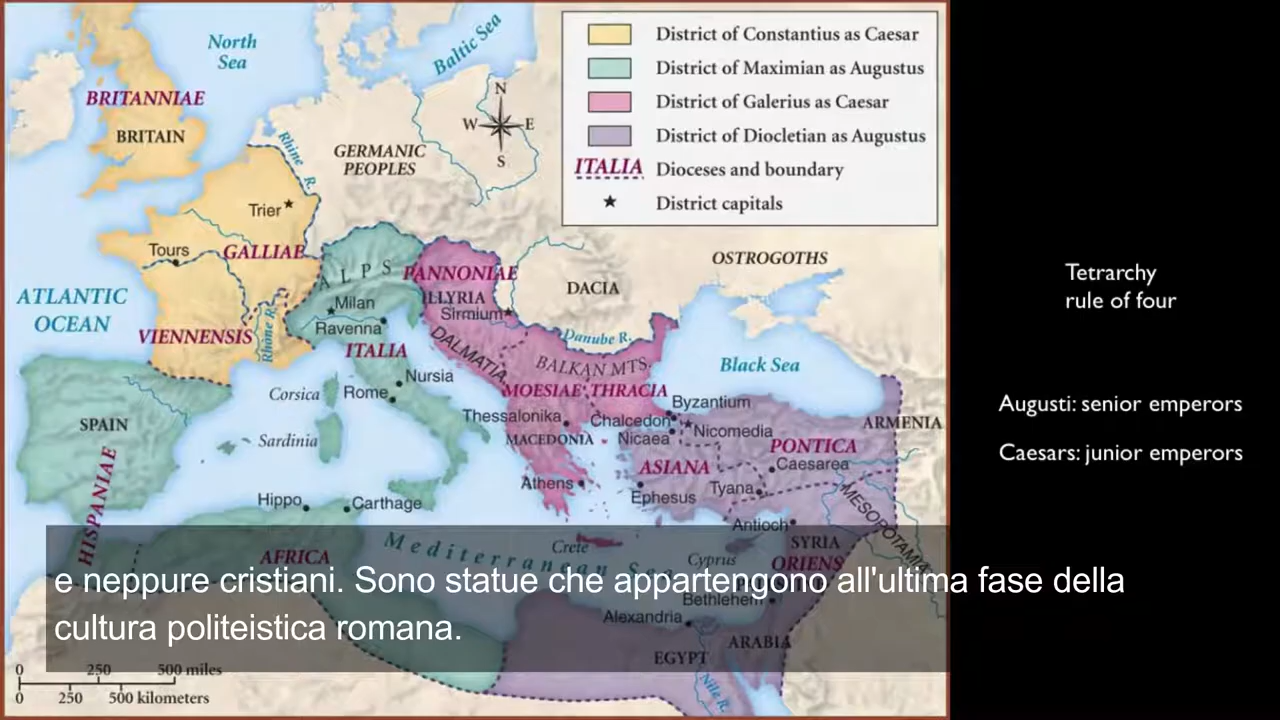 North
Sea
Baltic Sea
District of Constantius as Caesar
District of Maximian as Augustus
District of Galerius as Caesar
District of Diocletian as Augustus
ITALIA Dioceses and boundary
District capitals
N
W E
S
BRITANNIAE
BRITAIN
Rhine R.
GERMANIC
PEOPLES
Trier
Tours
GALLIAE
ALPS
PANNONIAE
OSTROGOTHS
ATLANTIC
OCEAN
ILLYRIA
DACIA
Milan
Sirmium
Ravenna
VIENNENSIS
Rhône R.
ITALIA
DALMATIA
Danube R.
BALKAN MTS.
Black Sea
Nursia
Corsica
Rome
MOESIAE
THRACIA
Byzantium
SPAIN
Thessalonika
Chalcedon
ARMENIA
Sardinia
MACEDONIA
Nicaea
Nicomedia
PONTICA
HISPANIAE
ASIANA
Caesarea
Athens
Tyana
Ephesus
Hippo
Carthage
MESOPOTAMIA
Antioch
Mediterranean Sea
Crete
Cyprus
SYRIA
AFRICA
ORIENS
Bethlehem
Alexandria
ARABIA
EGYPT
Nile R.
0 250 500 miles
0 250 500 kilometers
Tetrarchy
rule of four
Augusti: senior emperors
Caesars: junior emperors
e neppure cristiani. Sono statue che appartengono all'ultima fase della
cultura politeistica romana.